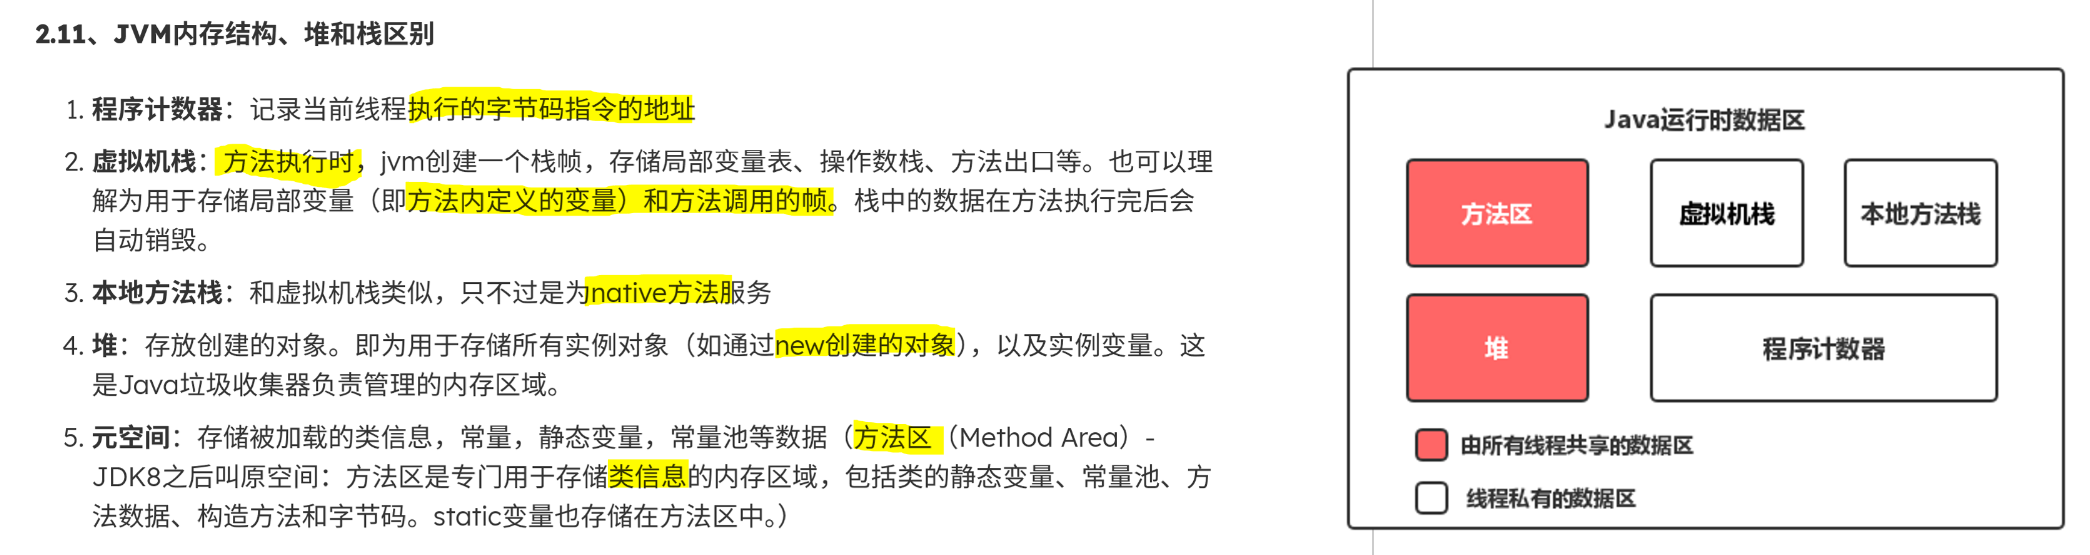 2.11、JVM内存结构、堆和栈区别
1. 程序计数器：记录当前线程执行的字节码指令的地址
2. 虚拟机栈：方法执行时，jvm创建一个栈帧，存储局部变量表、操作数栈、方法出口等。也可以理
解为用于存储局部变量（即方法内定义的变量）和方法调用的帧。栈中的数据在方法执行完后会
自动销毁。
3. 本地方法栈：和虚拟机栈类似，只不过是为native方法服务
4. 堆：存放创建的对象。即为用于存储所有实例对象（如通过new创建的对象），以及实例变量。这
是Java垃圾收集器负责管理的内存区域。
5. 元空间：存储被加载的类信息，常量，静态变量，常量池等数据（方法区（Method Area）-
JDK8之后叫原空间：方法区是专门用于存储类信息的内存区域，包括类的静态变量、常量池、方
法数据、构造方法和字节码。static变量也存储在方法区中。）
Java运行时数据区
方法区
虚拟机栈
本地方法栈
堆
程序计数器
由所有线程共享的数据区
线程私有的数据区